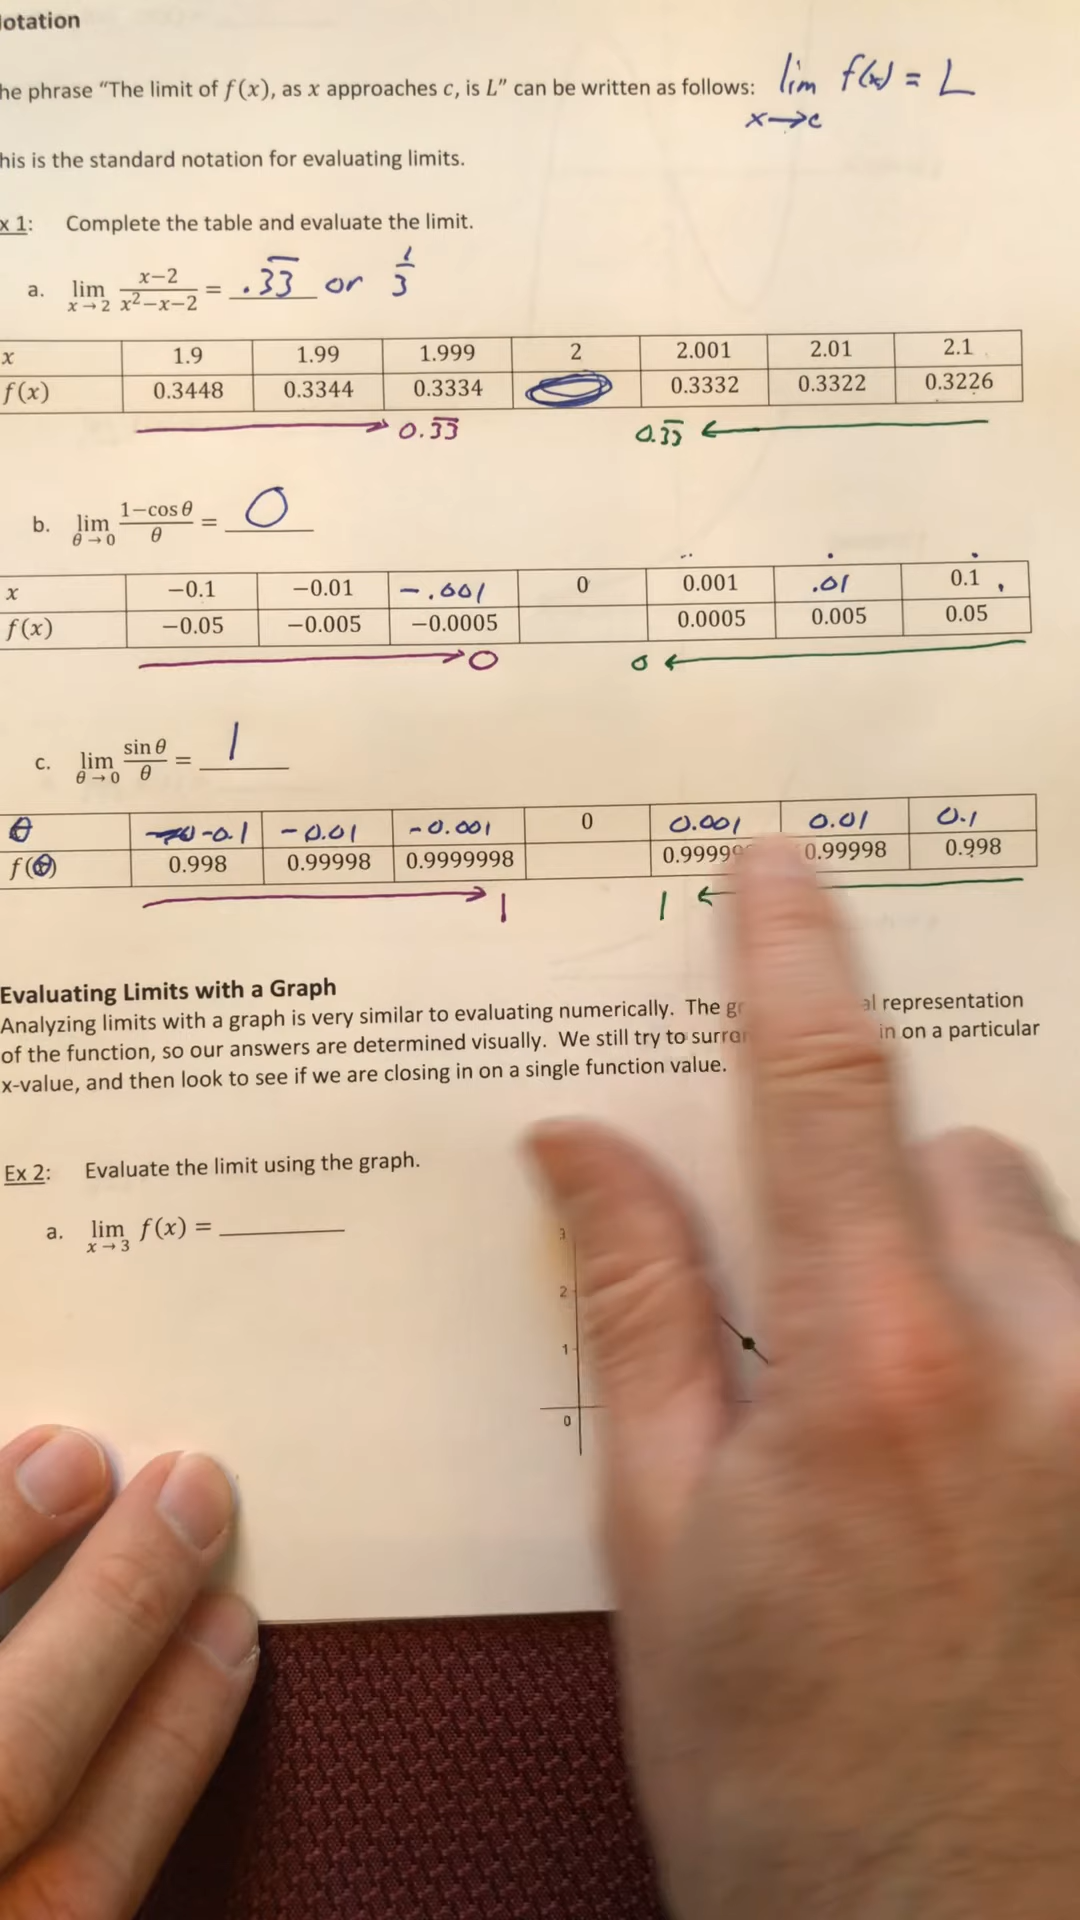 otation
he phrase “The limit of f(x), as x approaches c, is L” can be written as follows: lim x→c f(x) = L
his is the standard notation for evaluating limits.
x 1: Complete the table and evaluate the limit.
a. lim x→2 x−2/x²−x−2 = .33̅ or 1/3
x 1.9 1.99 1.999 2 2.001 2.01 2.1
f(x) 0.3448 0.3344 0.3334 0.3332 0.3322 0.3226
0.33̅ 0.33̅
b. lim θ→0 1−cos θ/θ = 0
x −0.1 −0.01 -.001 0 0.001 .01 0.1
f(x) −0.05 −0.005 −0.0005 0.0005 0.005 0.05
0 0
c. lim θ→0 sin θ/θ = 1
θ -0.1 -0.01 -0.001 0 0.001 0.01 0.1
f(θ) 0.998 0.99998 0.9999998 0.99999 0.99998 0.998
1 1
Evaluating Limits with a Graph
Analyzing limits with a graph is very similar to evaluating numerically. The al representation
of the function, so our answers are determined visually. We still try to in on a particular
x-value, and then look to see if we are closing in on a single function value.
Ex 2: Evaluate the limit using the graph.
a. lim x→3 f(x) =
3
2
1
0